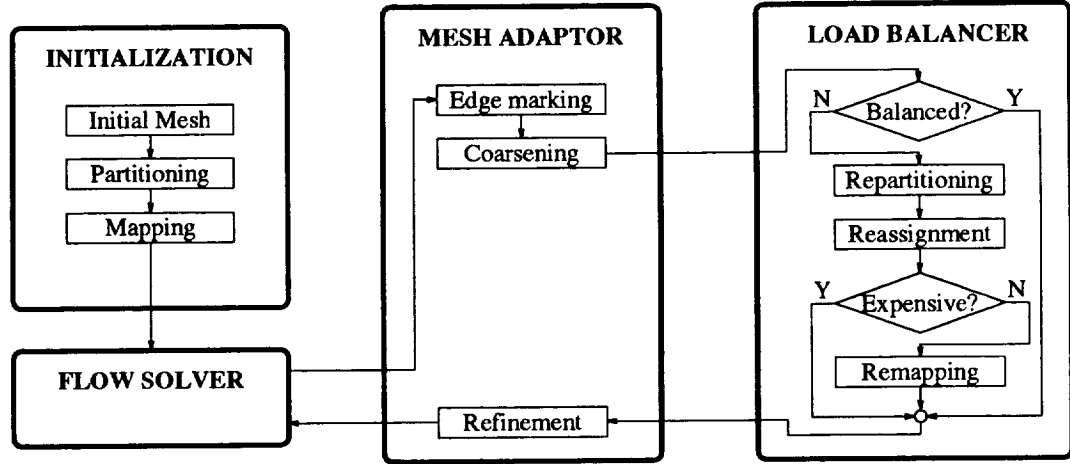 INITIALIZATION
Initial Mesh
Partitioning
Mapping
FLOW SOLVER
MESH ADAPTOR
Edge marking
Coarsening
Refinement
LOAD BALANCER
N
Balanced?
Y
Repartitioning
Reassignment
Y
Expensive?
N
Remapping